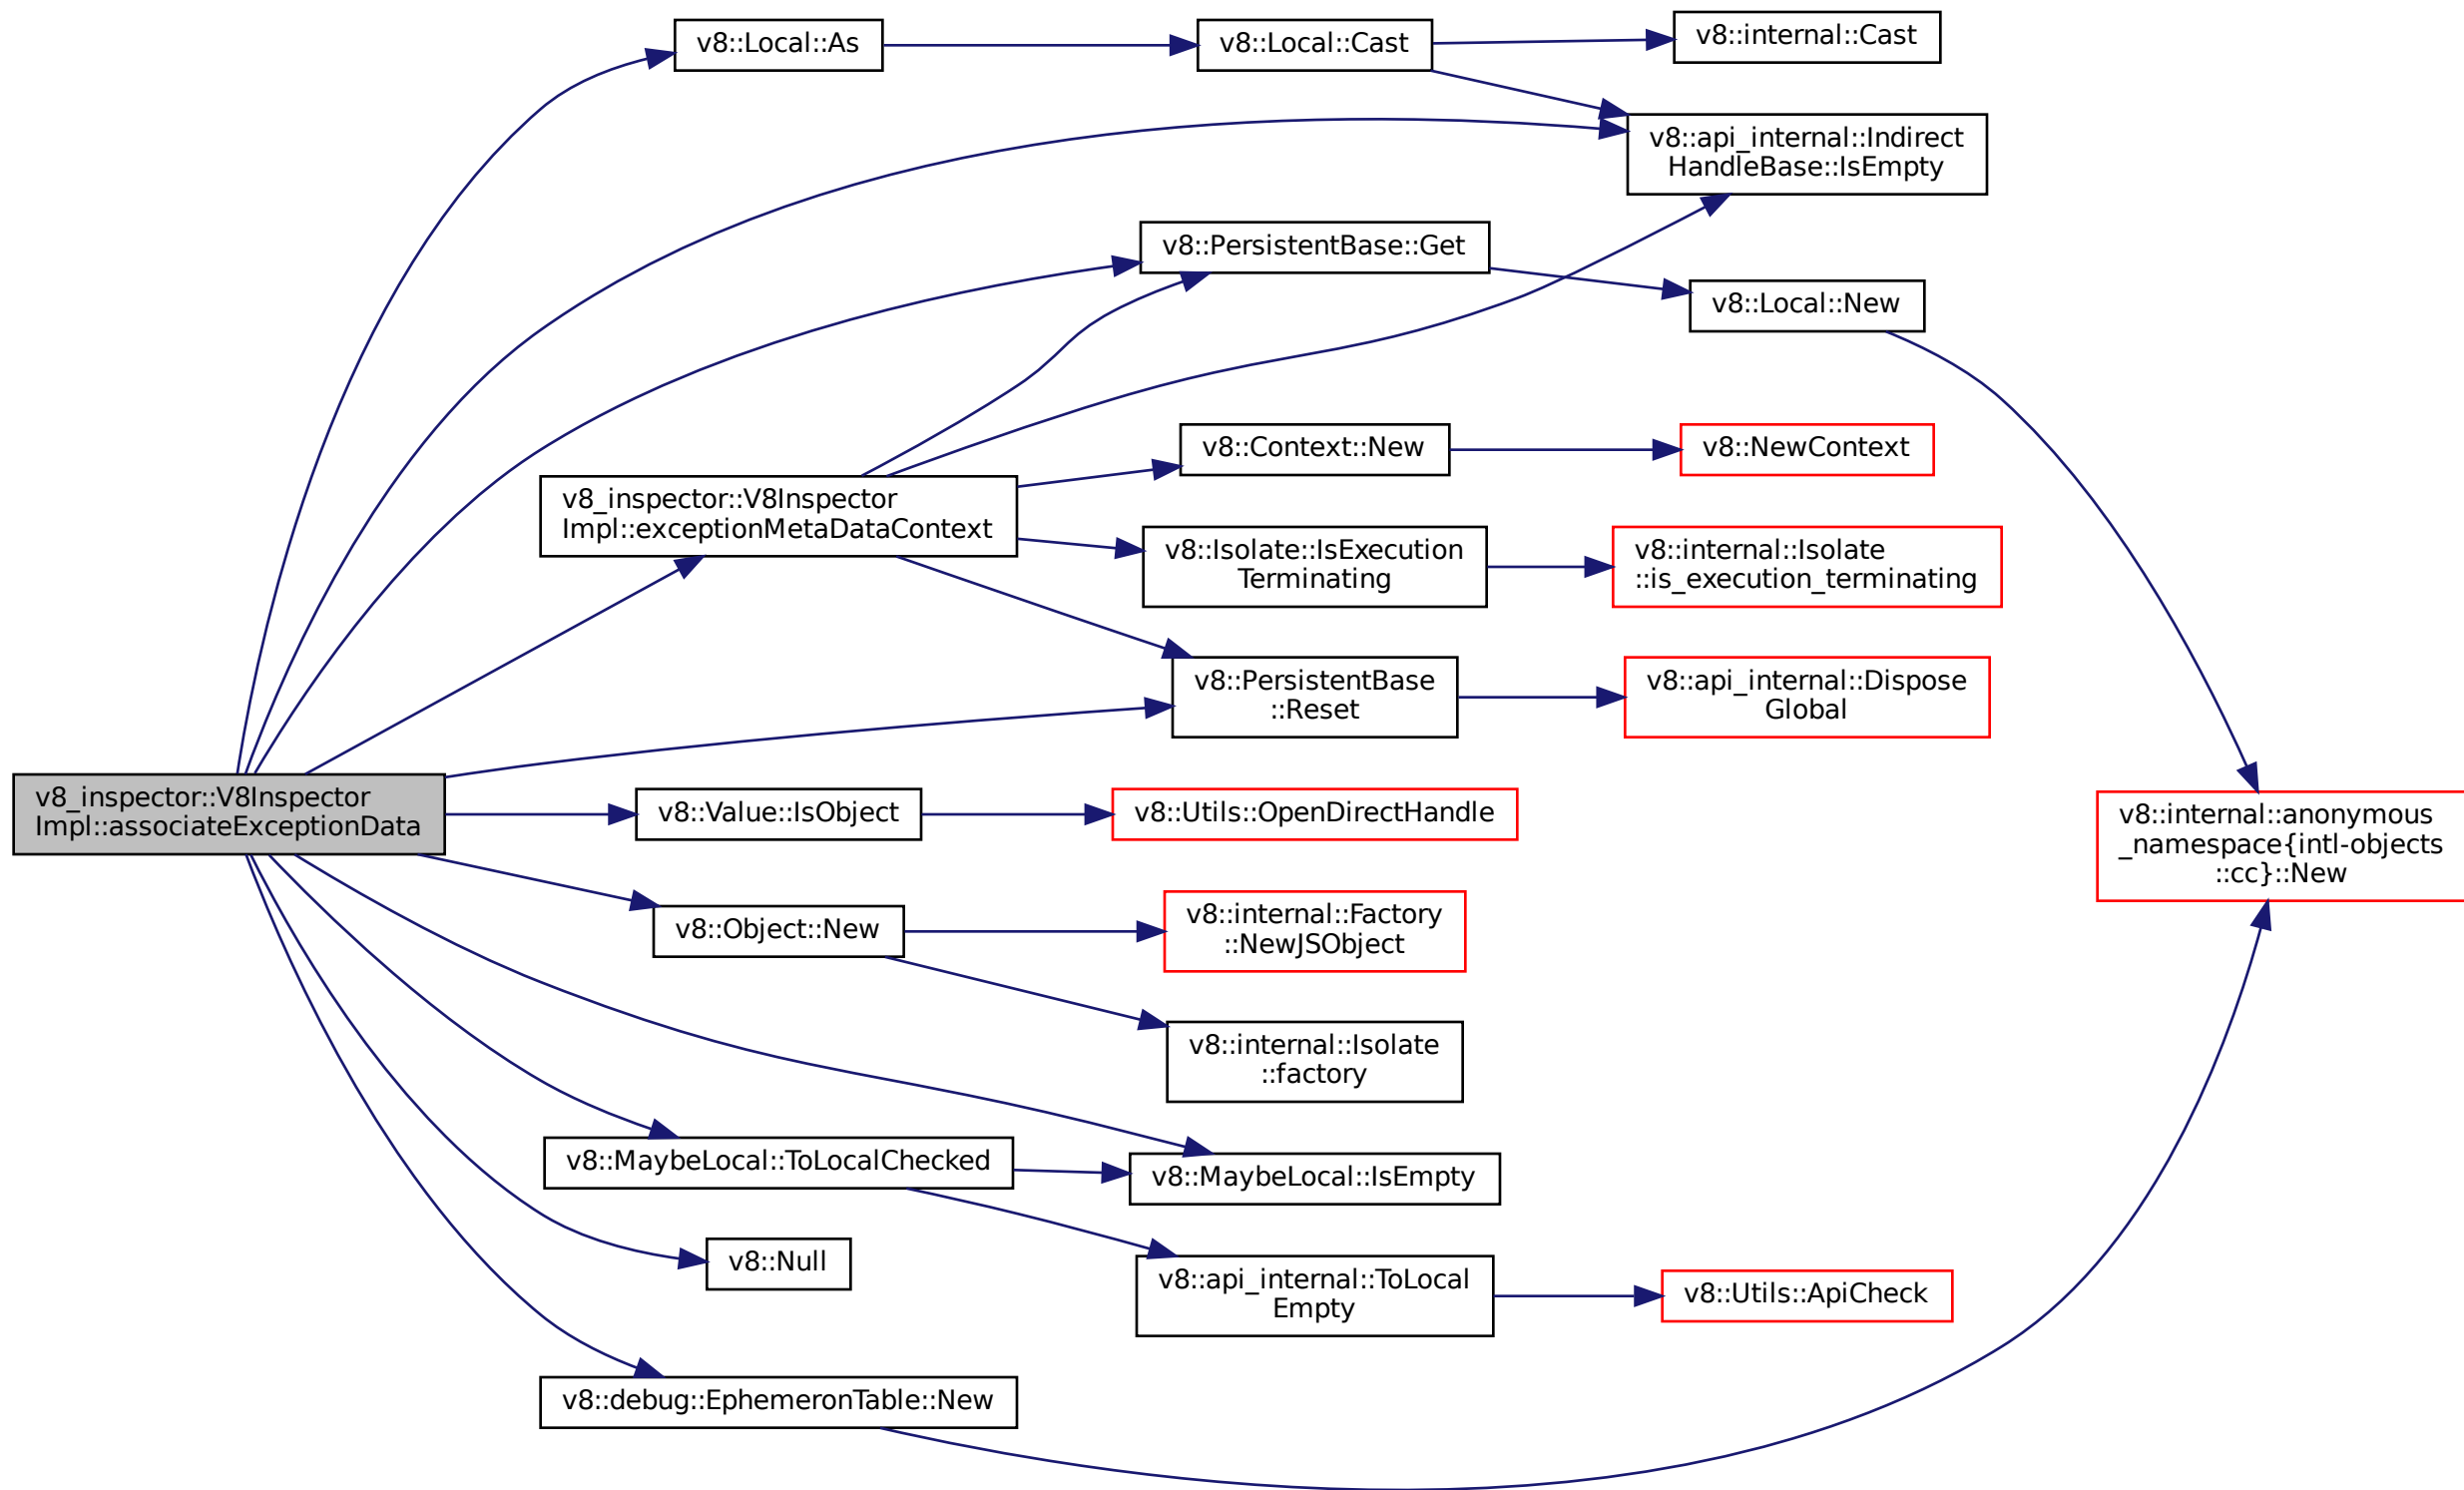 v8::Local::As
v8::Local::Cast
v8::internal::Cast
v8::api_internal::Indirect
HandleBase::IsEmpty
v8::PersistentBase::Get
v8::Local::New
v8::Context::New
v8::NewContext
v8_inspector::V8Inspector
Impl::exceptionMetaDataContext
v8::Isolate::IsExecution
Terminating
v8::internal::Isolate
::is_execution_terminating
v8::PersistentBase
::Reset
v8::api_internal::Dispose
Global
v8_inspector::V8Inspector
Impl::associateExceptionData
v8::Value::IsObject
v8::Utils::OpenDirectHandle
v8::internal::anonymous
_namespace{intl-objects
::cc}::New
v8::Object::New
v8::internal::Factory
::NewJSObject
v8::internal::Isolate
::factory
v8::MaybeLocal::ToLocalChecked
v8::MaybeLocal::IsEmpty
v8::Null
v8::api_internal::ToLocal
Empty
v8::Utils::ApiCheck
v8::debug::EphemeronTable::New